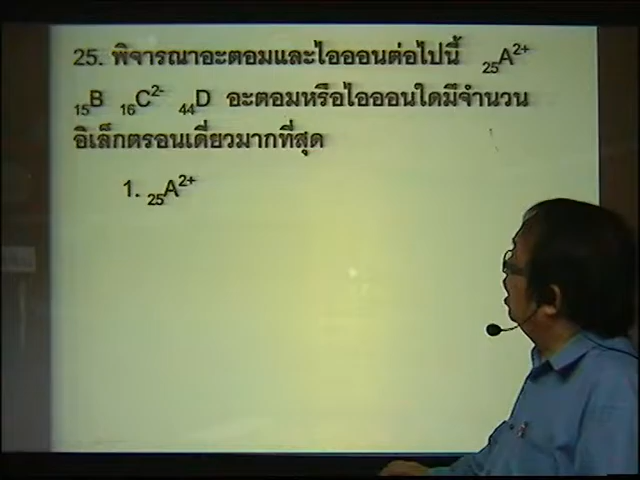 25. พิจารณาอะตอมและไอออนต่อไปนี้ ₂₅A²⁺
₁₅B ₁₆C²⁻ ₄₄D อะตอมหรือไอออนใดมีจำนวน
อิเล็กตรอนเดี่ยวมากที่สุด
1. ₂₅A²⁺